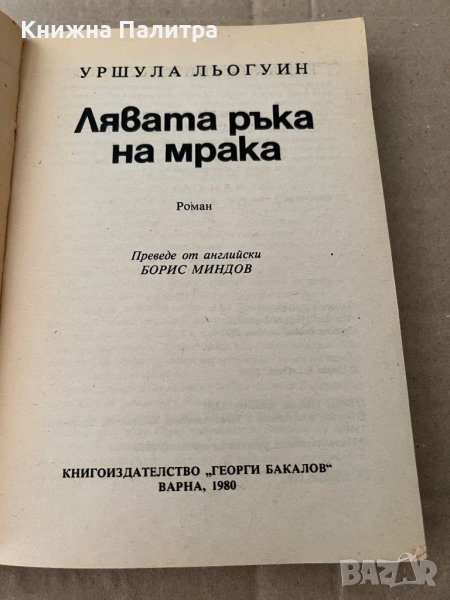 Книжна Палитра
УРШУЛА ЛЬОГУИН
Лявата ръка
на мрака
Роман
Преведе от английски
БОРИС МИНДОВ
КНИГОИЗДАТЕЛСТВО „ГЕОРГИ БАКАЛОВ“
ВАРНА, 1980
BAZAR